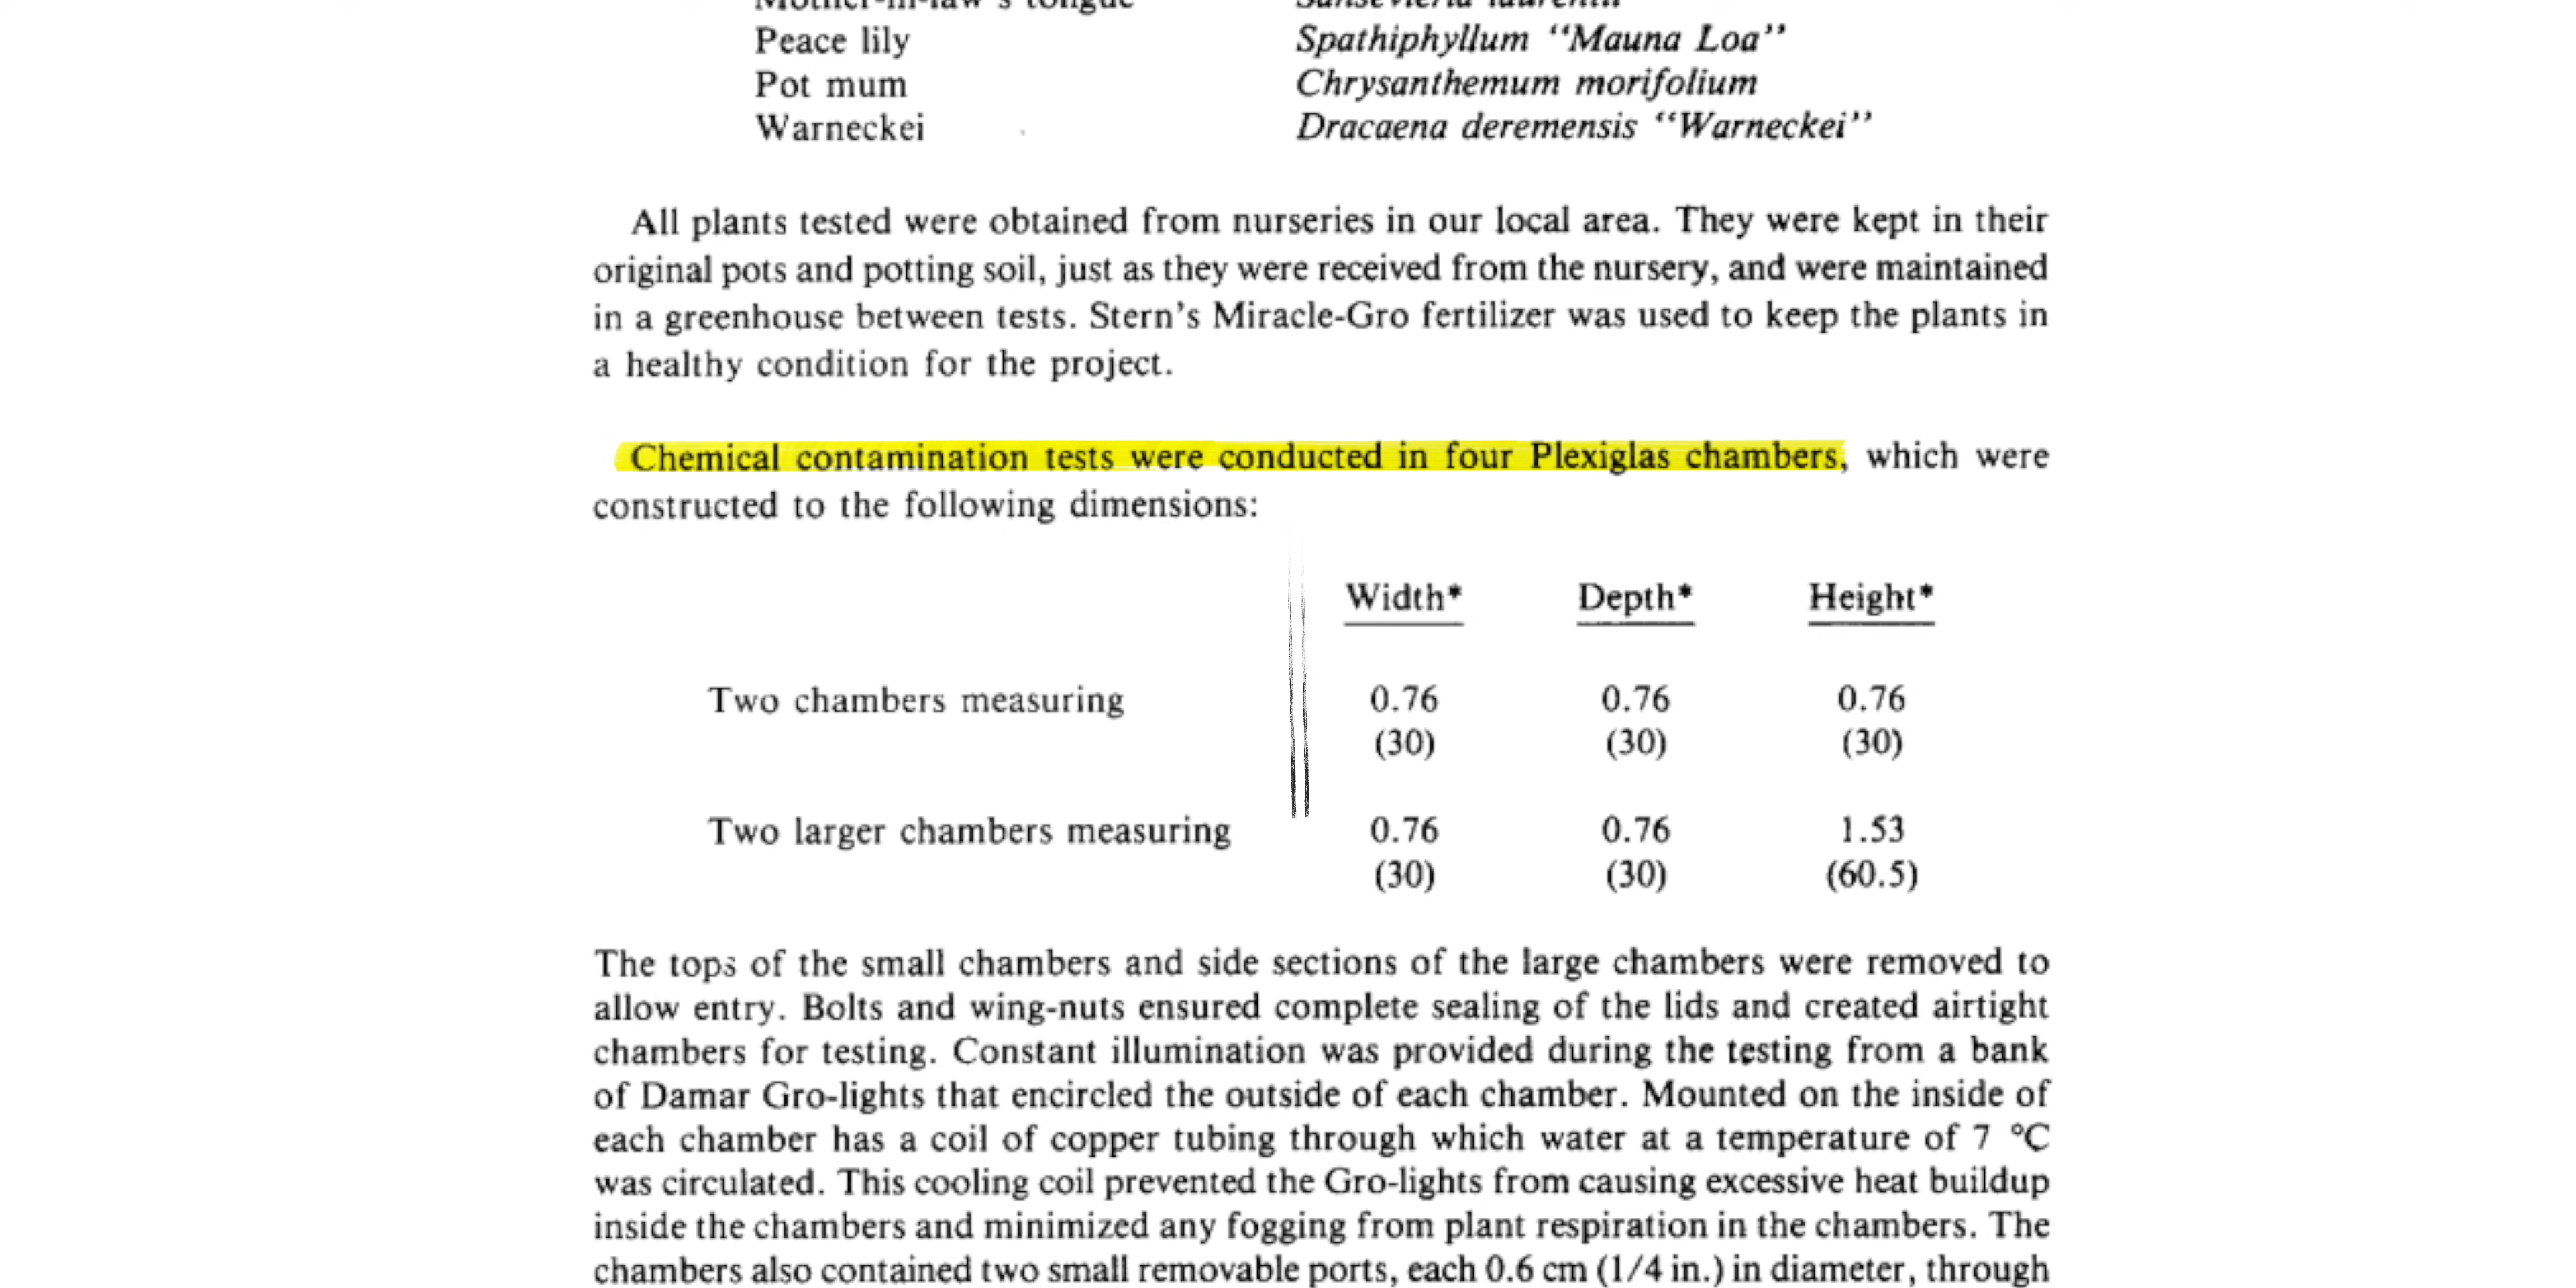 Mother-in-law's tongue Sansevieria laurentii
Peace lily Spathiphyllum “Mauna Loa”
Pot mum Chrysanthemum morifolium
Warneckei Dracaena deremensis “Warneckei”
All plants tested were obtained from nurseries in our local area. They were kept in their
original pots and potting soil, just as they were received from the nursery, and were maintained
in a greenhouse between tests. Stern's Miracle-Gro fertilizer was used to keep the plants in
a healthy condition for the project.
Chemical contamination tests were conducted in four Plexiglas chambers, which were
constructed to the following dimensions:
Width* Depth* Height*
Two chambers measuring 0.76 0.76 0.76
(30) (30) (30)
Two larger chambers measuring 0.76 0.76 1.53
(30) (30) (60.5)
The tops of the small chambers and side sections of the large chambers were removed to
allow entry. Bolts and wing-nuts ensured complete sealing of the lids and created airtight
chambers for testing. Constant illumination was provided during the testing from a bank
of Damar Gro-lights that encircled the outside of each chamber. Mounted on the inside of
each chamber has a coil of copper tubing through which water at a temperature of 7 °C
was circulated. This cooling coil prevented the Gro-lights from causing excessive heat buildup
inside the chambers and minimized any fogging from plant respiration in the chambers. The
chambers also contained two small removable ports, each 0.6 cm (1/4 in.) in diameter, through